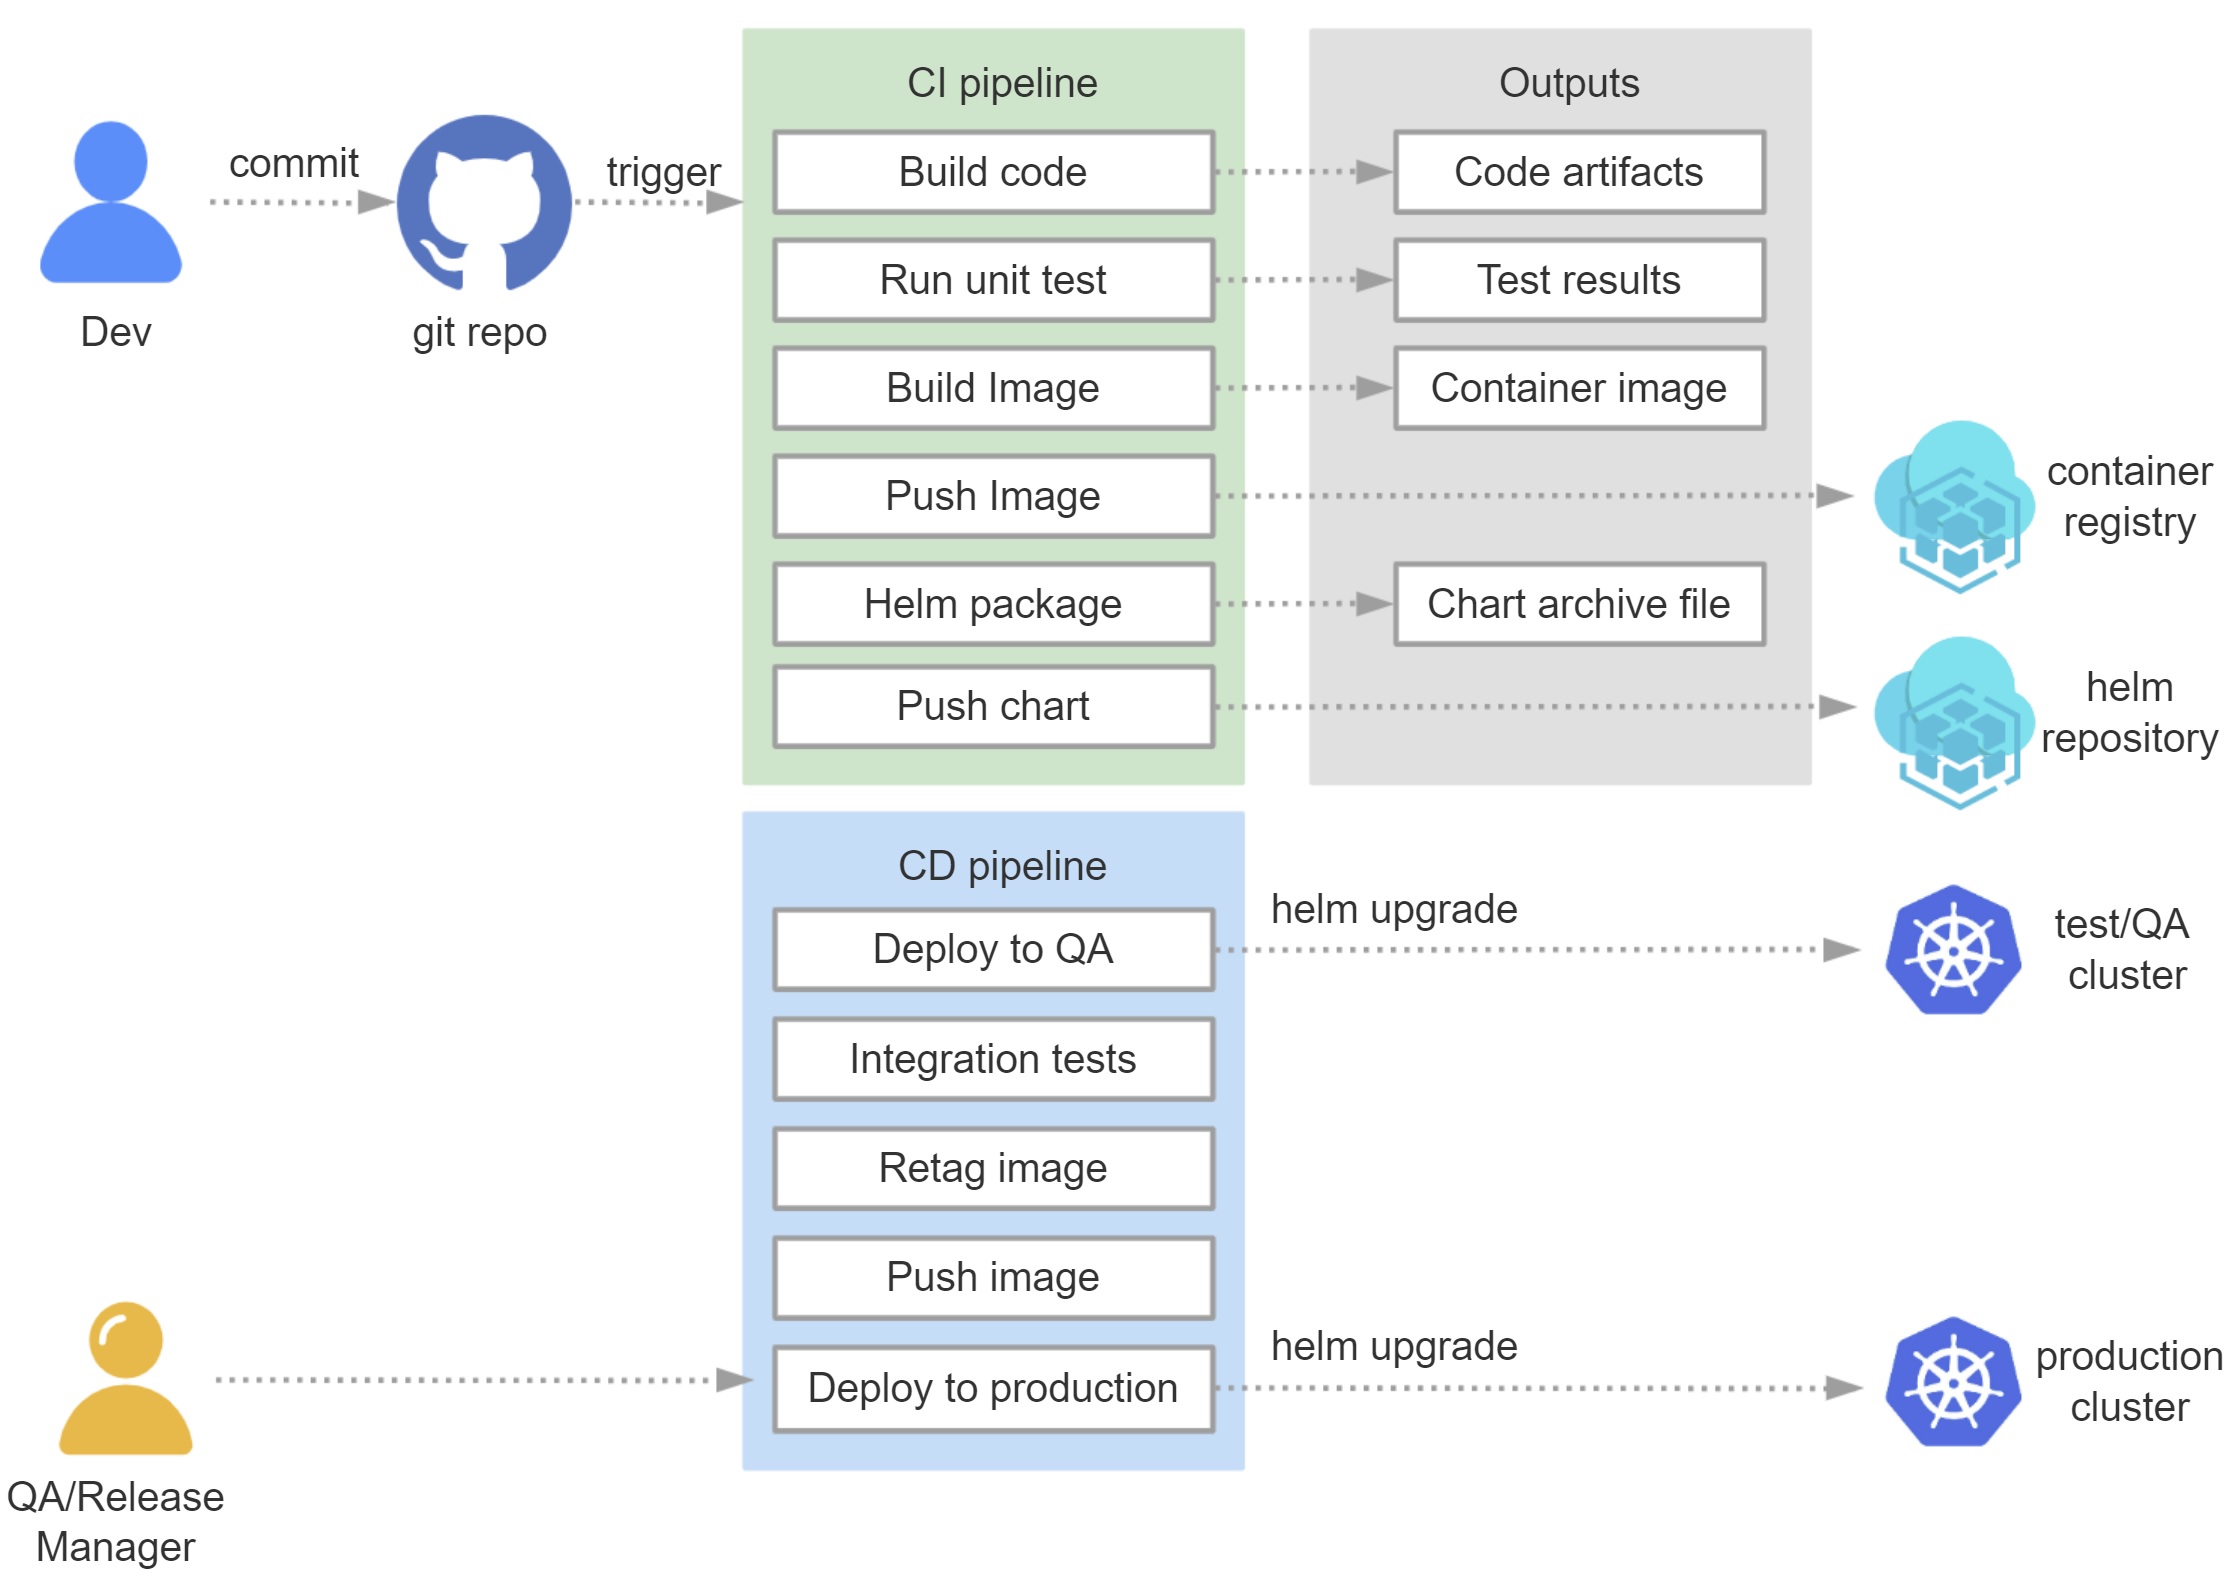 CI pipeline
Outputs
commit
trigger
Build code
Code artifacts
Dev
git repo
Run unit test
Test results
Build Image
Container image
Push Image
container
registry
Helm package
Chart archive file
Push chart
helm
repository
CD pipeline
Deploy to QA
helm upgrade
test/QA
cluster
Integration tests
Retag image
Push image
Deploy to production
helm upgrade
production
cluster
QA/Release
Manager